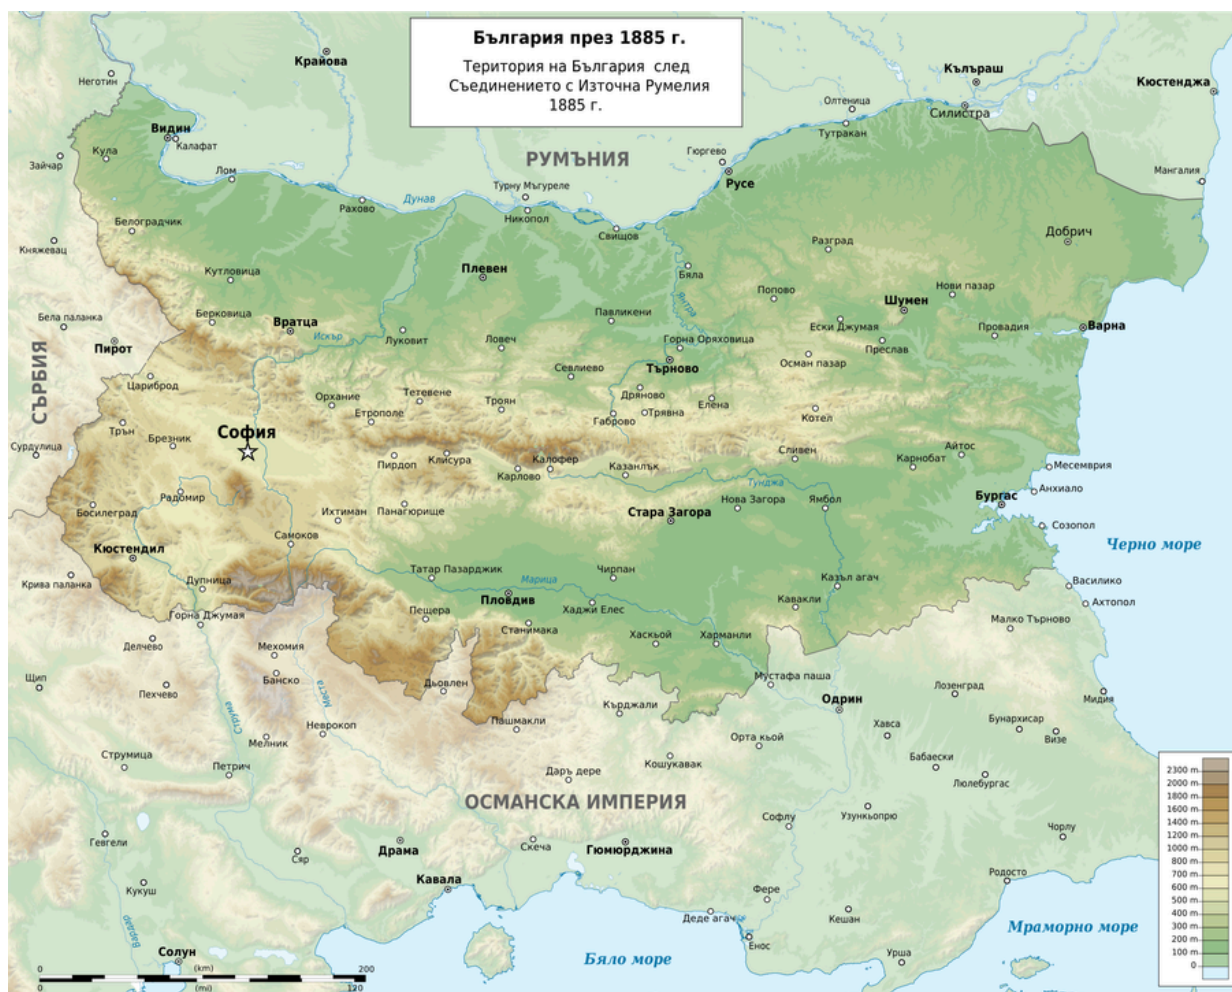 България през 1885 г.
Територия на България след
Съединението с Източна Румелия
1885 г.
Крайова
Кълъраш
Кюстенджа
Неготин
Олтеница
Силистра
Видин
Калафат
Тутракан
Кула
Зайчар
РУМЪНИЯ
Гюргево
Русе
Мангалия
Лом
Турну Мъгуреле
Дунав
Рахово
Никопол
Свищов
Белоградчик
Добрич
Княжевац
Разград
Кутловица
Плевен
Бяла
Попово
Нови пазар
Янтра
Шумен
Берковица
Вратца
Бела паланка
Павликени
Ески Джумая
Провадия
Варна
Искър
Луковит
Ловеч
Горна Оряховица
Преслав
Пирот
Търново
Осман пазар
СЪРБИЯ
Цариброд
Севлиево
Орхание
Тетевене
Троян
Дряново
Елена
Етрополе
Габрово
Трявна
Котел
Трън
Брезник
София
Сурдулица
Пирдоп
Клисура
Калофер
Карлово
Казанлък
Сливен
Карнобат
Айтос
Месемврия
Тунджа
Радомир
Анхиало
Бургас
Босилеград
Ихтиман
Панагюрище
Стара Загора
Нова Загора
Ямбол
Созопол
Самоков
Кюстендил
Черно море
Крива паланка
Дупница
Татар Пазарджик
Марица
Чирпан
Казъл агач
Василико
Пловдив
Хаджи Елес
Кавакли
Ахтопол
Горна Джумая
Пещера
Станимака
Малко Търново
Делчево
Мехомия
Хаскьой
Харманли
Щип
Пехчево
Банско
Места
Дьовлен
Мустафа паша
Лозенград
Мидия
Струма
Неврокоп
Пашмакли
Кърджали
Одрин
Мелник
Хавса
Бунархисар
Визе
Орта кьой
Струмица
Петрич
Даръ дере
Кошукавак
Бабаески
Люлебургас
ОСМАНСКА ИМПЕРИЯ
Софлу
Узункьопрю
Чорлу
Гевгели
Сяр
Драма
Скеча
Гюмюрджина
Кукуш
Кавала
Фере
Родосто
Вардар
Деде агач
Кешан
Енос
Мраморно море
Солун
Бяло море
Урша
0
(km)
200
0
(mi)
120
2300 m
2000 m
1800 m
1600 m
1400 m
1200 m
1000 m
800 m
700 m
600 m
500 m
400 m
300 m
200 m
100 m
0